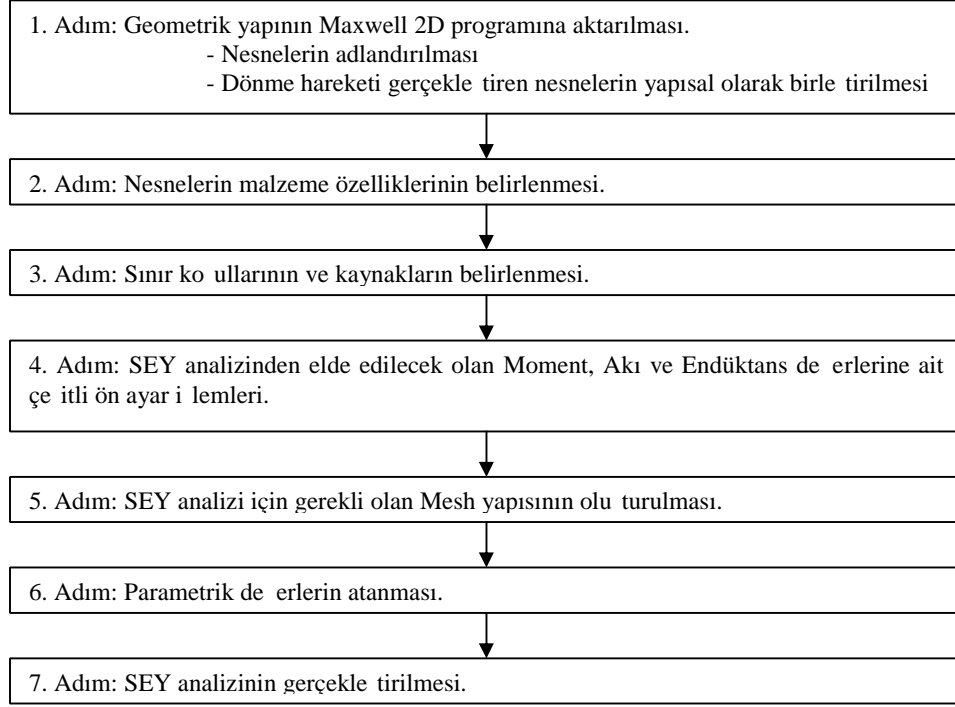 1. Adım: Geometrik yapının Maxwell 2D programına aktarılması.
- Nesnelerin adlandırılması
- Dönme hareketi gerçekle tiren nesnelerin yapısal olarak birle tirilmesi
2. Adım: Nesnelerin malzeme özelliklerinin belirlenmesi.
3. Adım: Sınır ko ullarının ve kaynakların belirlenmesi.
4. Adım: SEY analizinden elde edilecek olan Moment, Akı ve Endüktans de erlerine ait
çe itli ön ayar i lemleri.
5. Adım: SEY analizi için gerekli olan Mesh yapısının olu turulması.
6. Adım: Parametrik de erlerin atanması.
7. Adım: SEY analizinin gerçekle tirilmesi.